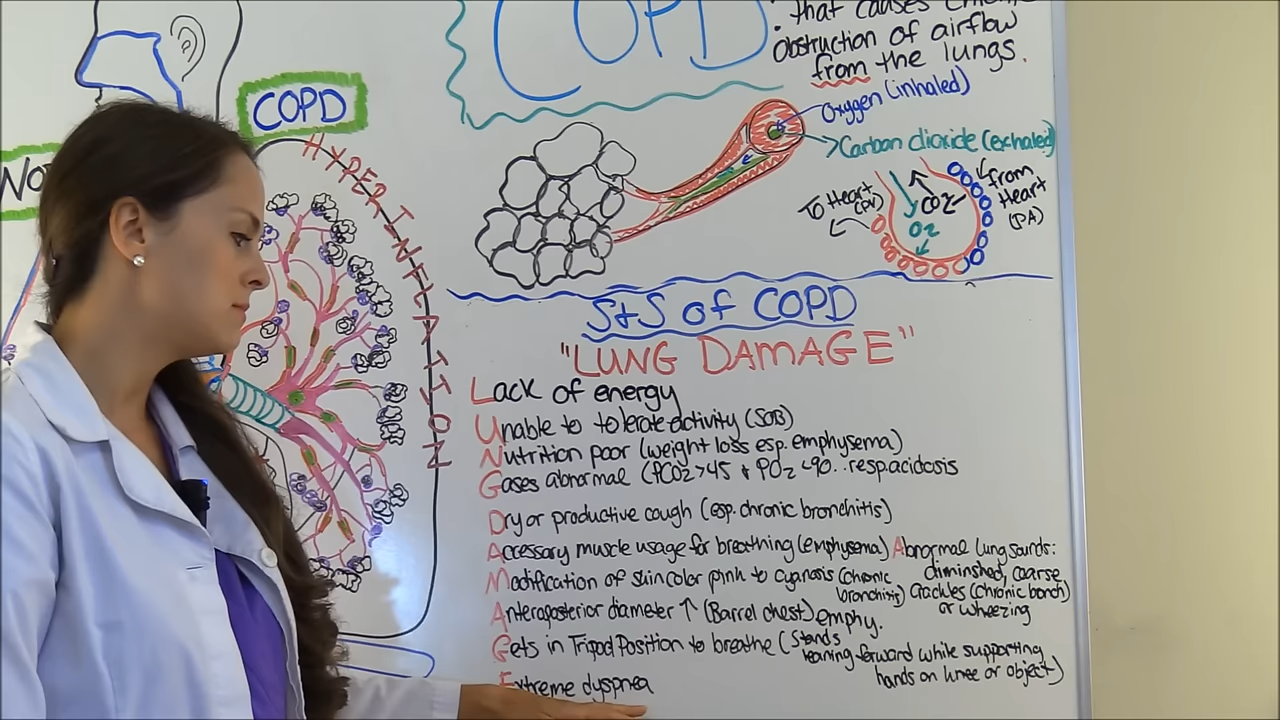 COPD
that causes
obstruction of airflow
from the lungs.
COPD
HYPERINFLATION
Oxygen (inhaled)
Carbon dioxide (exhaled)
To Heart (PV)
CO2
O2
from Heart (PA)
S+S of COPD
"LUNG DAMAGE"
Lack of energy
Unable to tolerate activity (SOB)
Nutrition poor (weight loss esp. emphysema)
Gases abnormal (PCO2>45 + PO2 <90...resp.acidosis
Dry or productive cough (esp. chronic bronchitis)
Accessory muscle usage for breathing (emphysema)
Abnormal lung sounds:
diminished, coarse
crackles (chronic bronch)
or wheezing
Modification of skin color pink to cyanosis (chronic
bronchitis)
Anteroposterior diameter ↑ (Barrel chest) emphy.
Gets in Tripod Position to breathe (Stands
leaning forward while supporting
hands on knee or object)
Extreme dyspnea